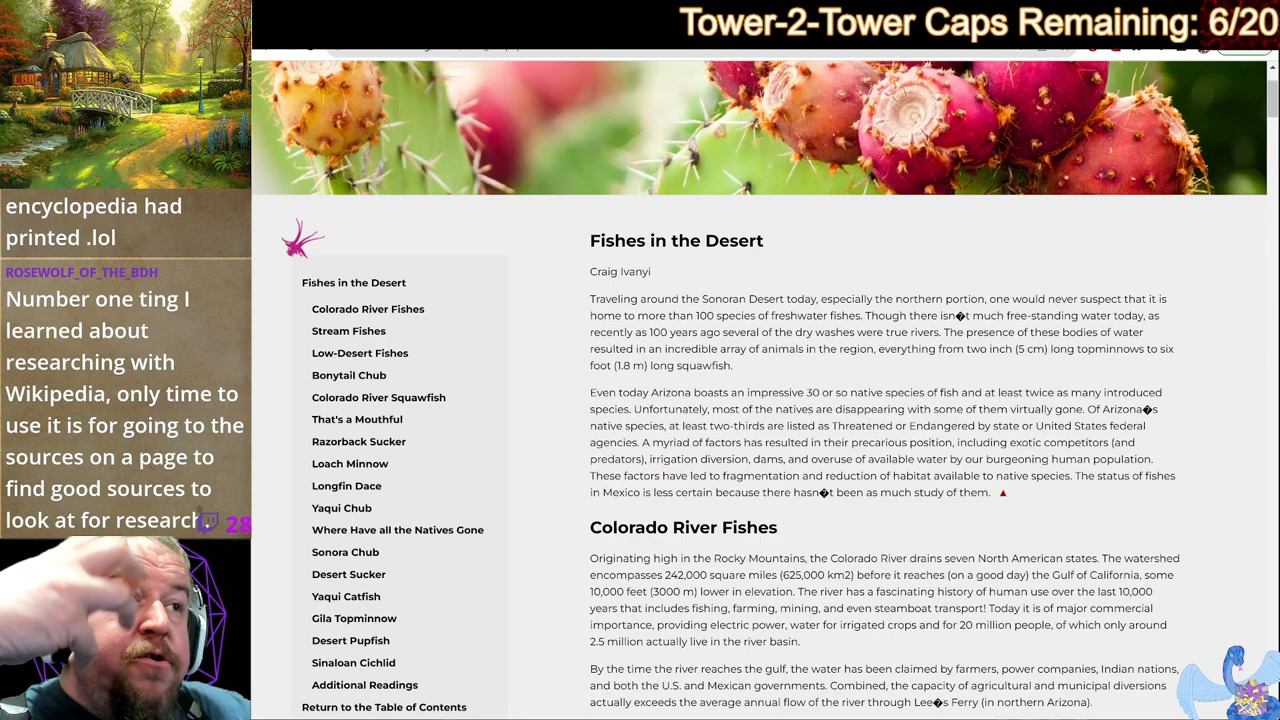 Tower-2-Tower Caps Remaining: 6/20
encyclopedia had
printed .lol
ROSEWOLF_OF_THE_BDH
Number one ting I
learned about
researching with
Wikipedia, only time to
use it is for going to the
sources on a page to
find good sources to
look at for research.
28
Fishes in the Desert
Colorado River Fishes
Stream Fishes
Low-Desert Fishes
Bonytail Chub
Colorado River Squawfish
That's a Mouthful
Razorback Sucker
Loach Minnow
Longfin Dace
Yaqui Chub
Where Have all the Natives Gone
Sonora Chub
Desert Sucker
Yaqui Catfish
Gila Topminnow
Desert Pupfish
Sinaloan Cichlid
Additional Readings
Return to the Table of Contents
Fishes in the Desert
Craig Ivanyi
Traveling around the Sonoran Desert today, especially the northern portion, one would never suspect that it is
home to more than 100 species of freshwater fishes. Though there isn�t much free-standing water today, as
recently as 100 years ago several of the dry washes were true rivers. The presence of these bodies of water
resulted in an incredible array of animals in the region, everything from two inch (5 cm) long topminnows to six
foot (1.8 m) long squawfish.
Even today Arizona boasts an impressive 30 or so native species of fish and at least twice as many introduced
species. Unfortunately, most of the natives are disappearing with some of them virtually gone. Of Arizona�s
native species, at least two-thirds are listed as Threatened or Endangered by state or United States federal
agencies. A myriad of factors has resulted in their precarious position, including exotic competitors (and
predators), irrigation diversion, dams, and overuse of available water by our burgeoning human population.
These factors have led to fragmentation and reduction of habitat available to native species. The status of fishes
in Mexico is less certain because there hasn�t been as much study of them. ▲
Colorado River Fishes
Originating high in the Rocky Mountains, the Colorado River drains seven North American states. The watershed
encompasses 242,000 square miles (625,000 km2) before it reaches (on a good day) the Gulf of California, some
10,000 feet (3000 m) lower in elevation. The river has a fascinating history of human use over the last 10,000
years that includes fishing, farming, mining, and even steamboat transport! Today it is of major commercial
importance, providing electric power, water for irrigated crops and for 20 million people, of which only around
2.5 million actually live in the river basin.
By the time the river reaches the gulf, the water has been claimed by farmers, power companies, Indian nations,
and both the U.S. and Mexican governments. Combined, the capacity of agricultural and municipal diversions
actually exceeds the average annual flow of the river through Lee�s Ferry (in northern Arizona).